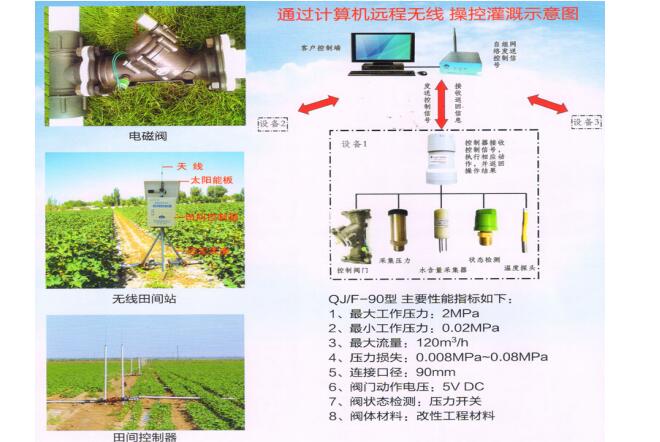 通过计算机远程无线 操控灌溉示意图
客户控制端
自组网
络发送
控制信
号
发送控制信号
接收返回信息
设备2
设备3
设备1
控制器接收
控制信号，
执行相应动
作，并返回
操作结果
控制阀门
采集压力
水含量采集器
状态检测
温度探头
电磁阀
天 线
太阳能板
无线田间站
田间控制器
QJ/F-90型 主要性能指标如下：
1、最大工作压力：2MPa
2、最小工作压力：0.02MPa
3、最大流量：120m³/h
4、压力损失：0.008MPa~0.08MPa
5、连接口径：90mm
6、阀门动作电压：5V DC
7、阀状态检测：压力开关
8、阀体材料：改性工程材料